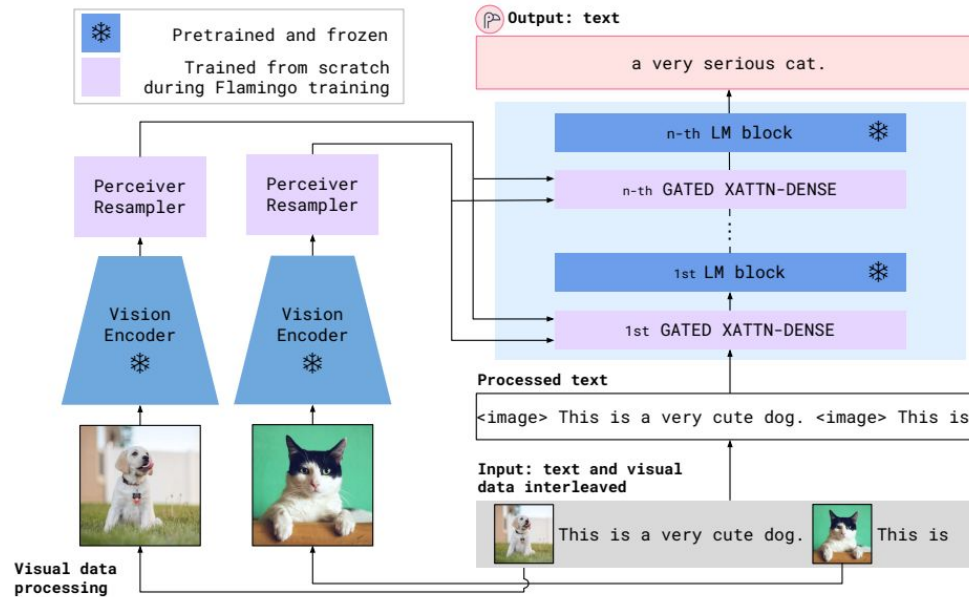 Pretrained and frozen
Trained from scratch
during Flamingo training
Output: text
a very serious cat.
n-th LM block
n-th GATED XATTN-DENSE
1st LM block
1st GATED XATTN-DENSE
Perceiver
Resampler
Perceiver
Resampler
Vision
Encoder
Vision
Encoder
Processed text
<image> This is a very cute dog. <image> This is
Input: text and visual
data interleaved
This is a very cute dog. This is
Visual data
processing